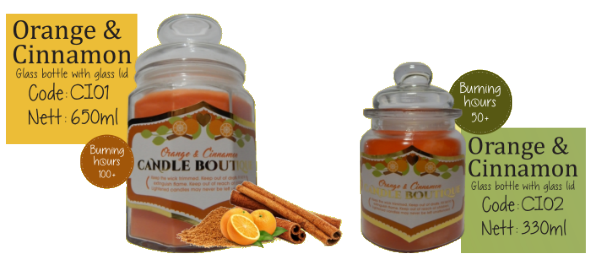 Orange &
Cinnamon
Glass bottle with glass lid
Code: CI01
Nett: 650ml
Burning
hours
100+
Orange & Cinnamon
CANDLE BOUTIQUE
Burning
hours
50+
Orange & Cinnamon
Orange &
Cinnamon
Glass bottle with glass lid
Code: CI02
Nett: 330ml